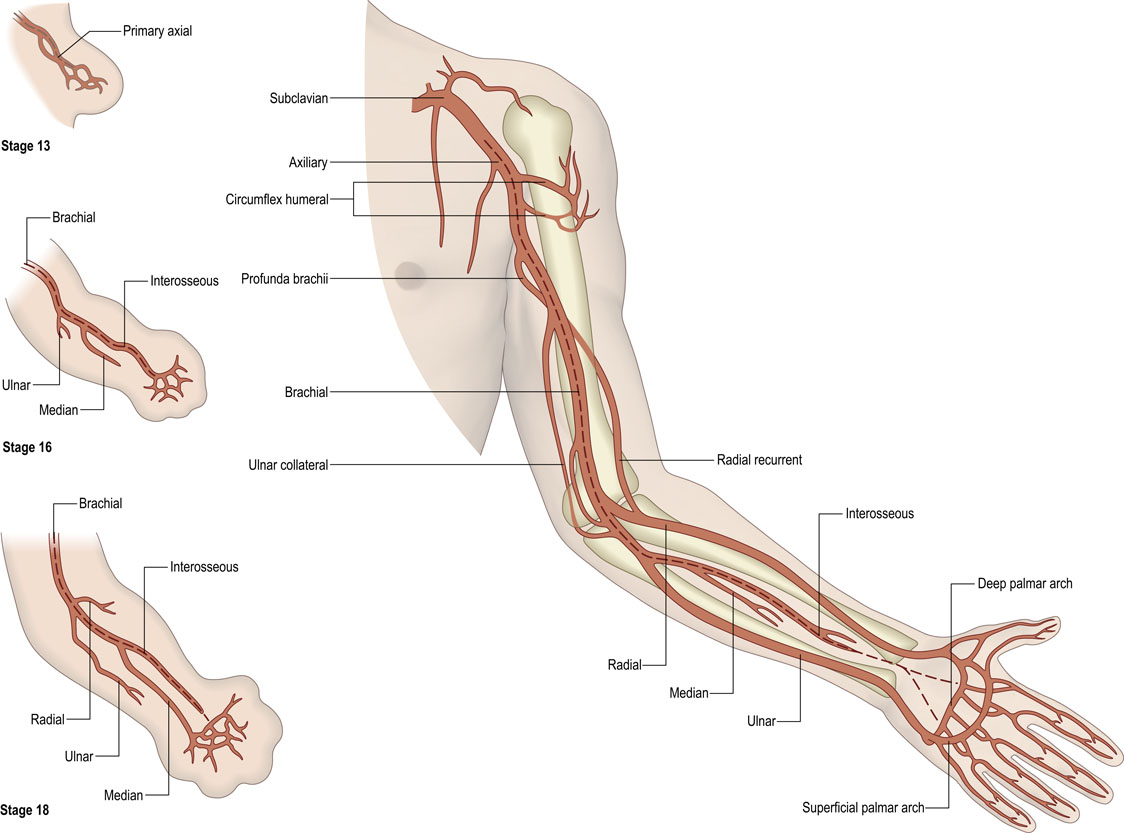 Primary axial
Stage 13
Brachial
Interosseous
Ulnar
Median
Stage 16
Brachial
Interosseous
Radial
Ulnar
Median
Stage 18
Subclavian
Axiliary
Circumflex humeral
Profunda brachii
Brachial
Ulnar collateral
Radial recurrent
Interosseous
Deep palmar arch
Radial
Median
Ulnar
Superficial palmar arch